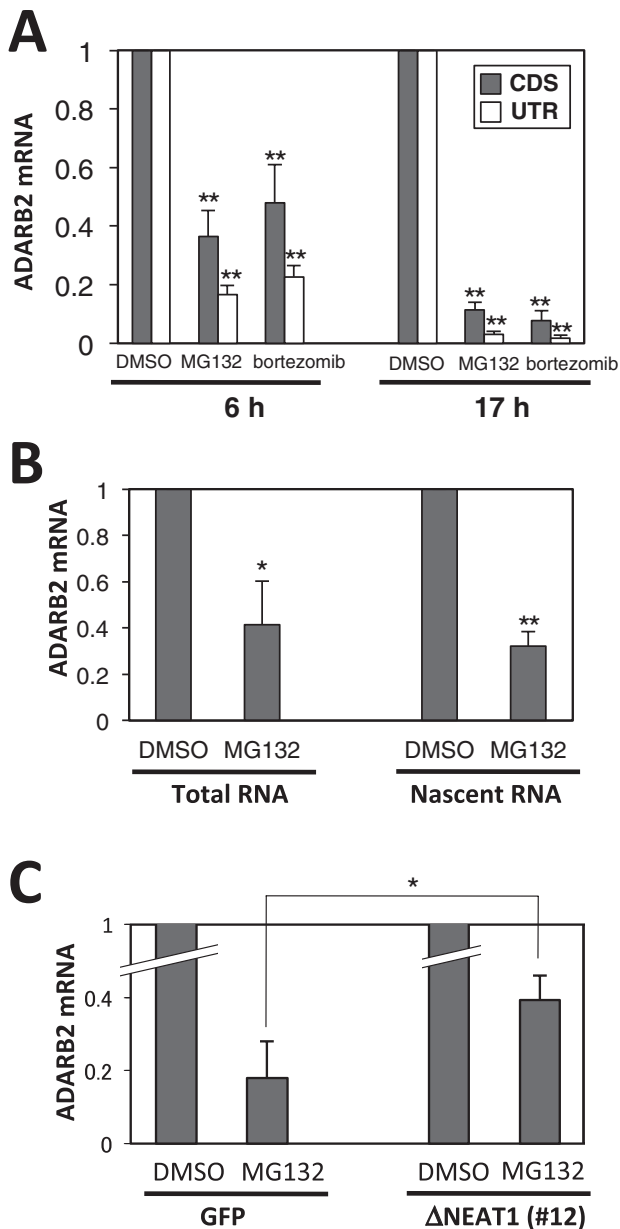 A
ADARB2 mRNA
1
0.8
0.6
0.4
0.2
0
CDS
UTR
** ** ** ** ** ** ** **
DMSO MG132 bortezomib DMSO MG132 bortezomib
6 h 17 h
B
ADARB2 mRNA
1
0.8
0.6
0.4
0.2
0
* **
DMSO MG132 DMSO MG132
Total RNA Nascent RNA
C
ADARB2 mRNA
*
1
0.4
0.2
0
DMSO MG132 DMSO MG132
GFP ΔNEAT1 (#12)